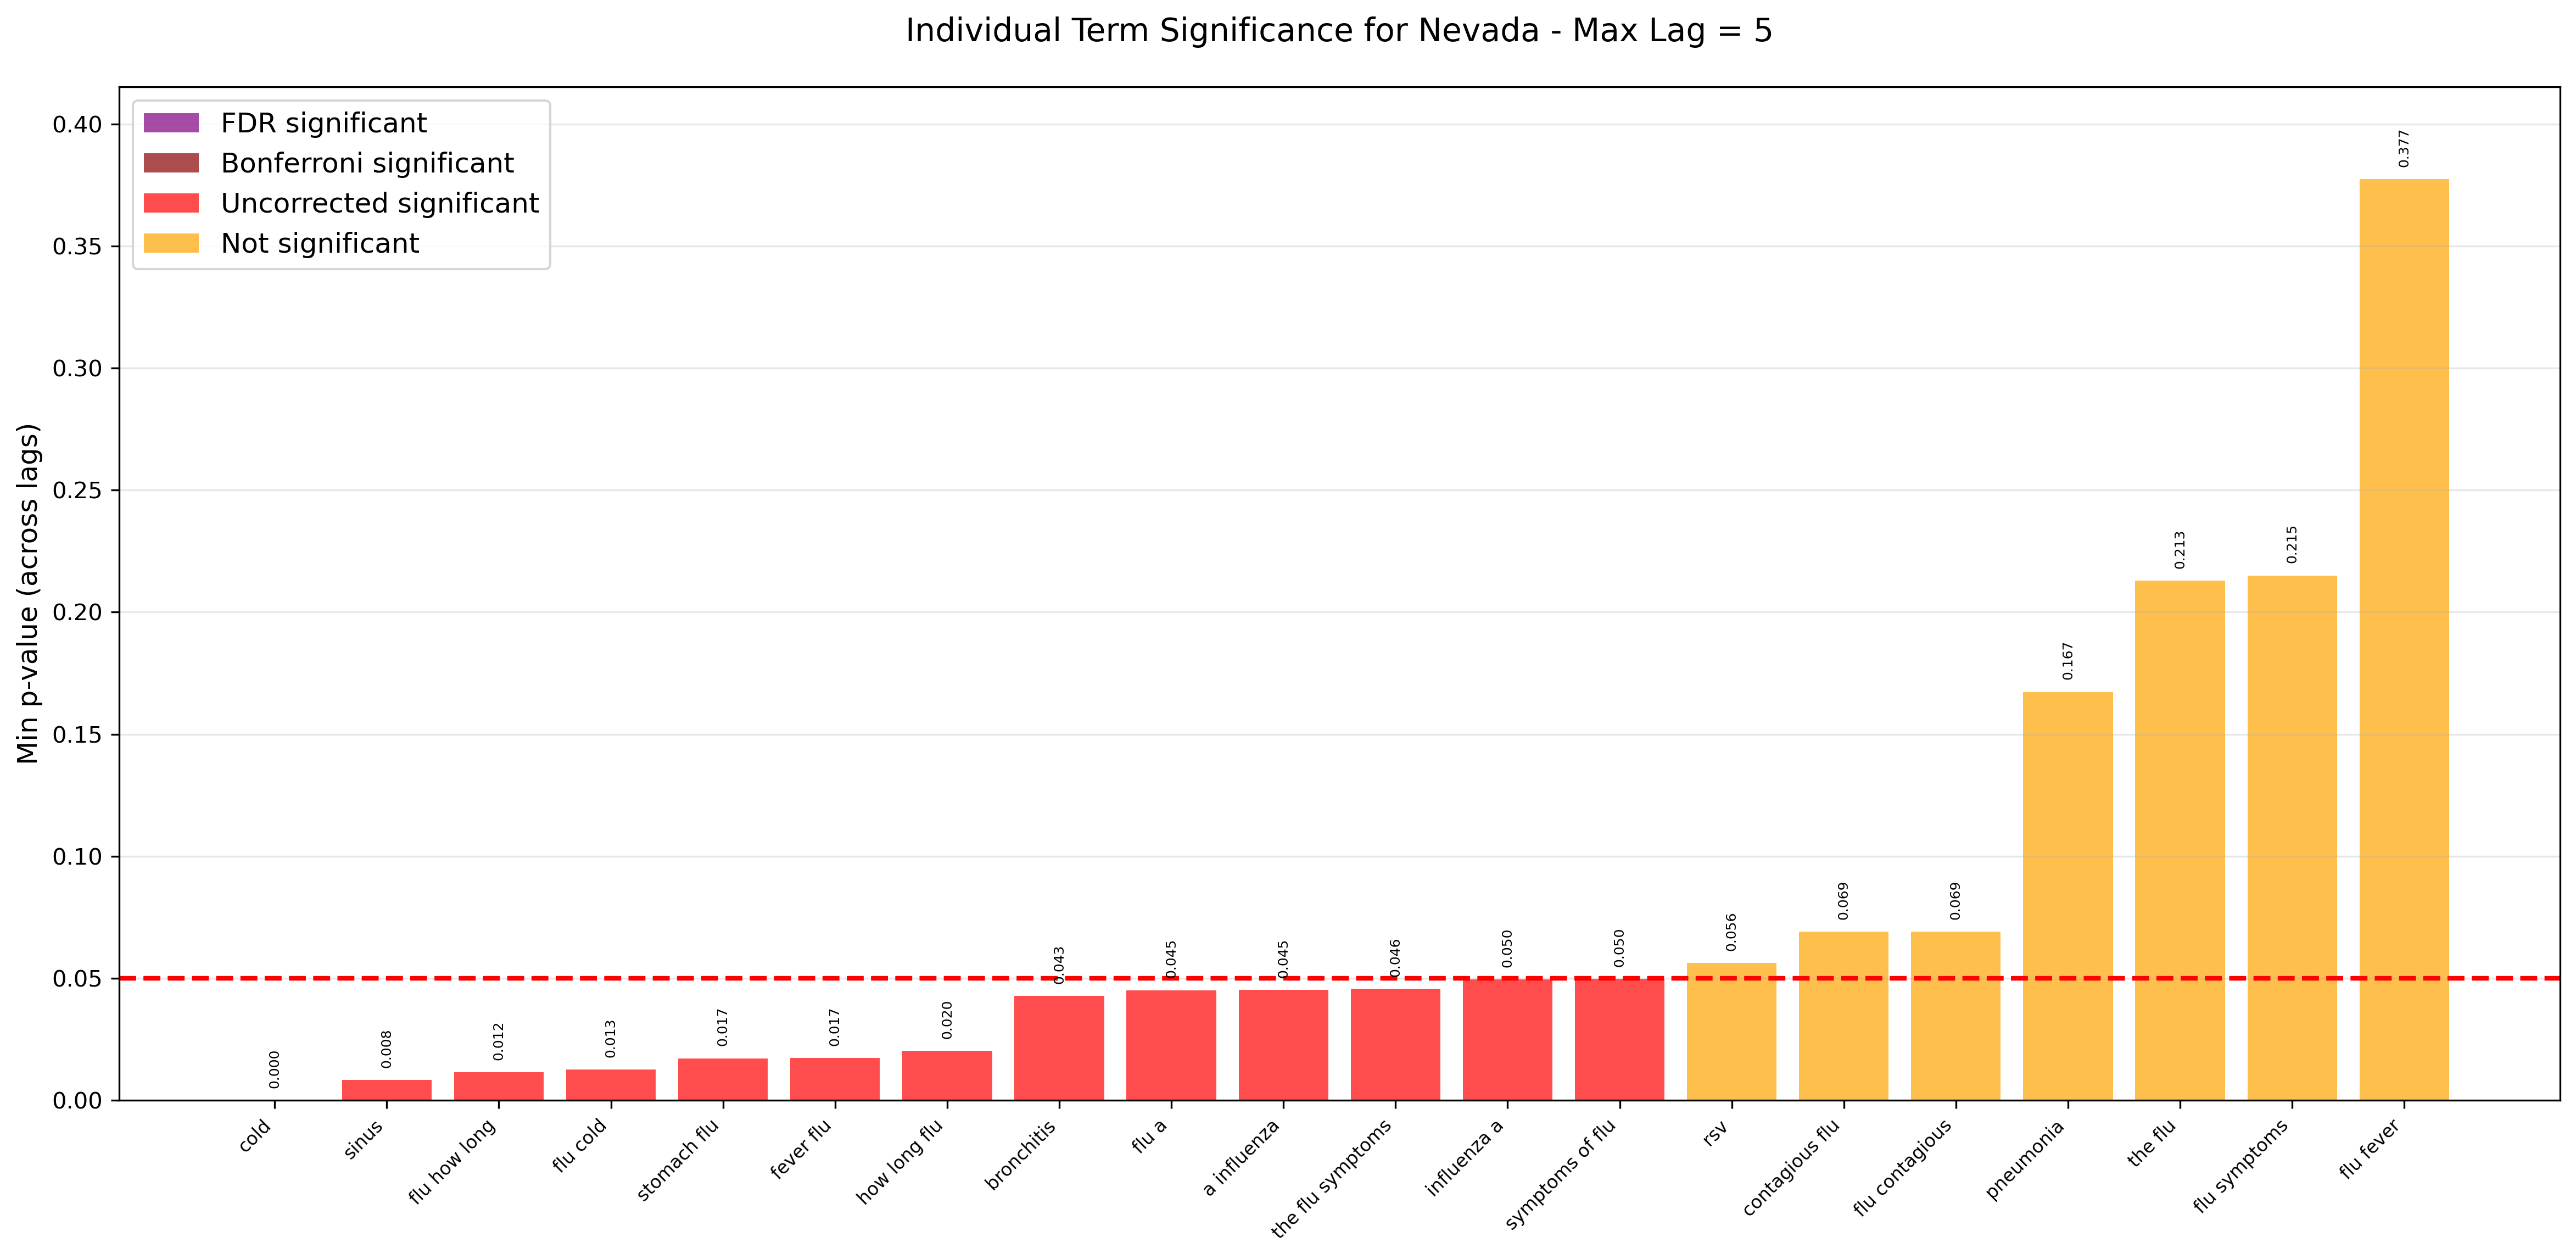 Individual Term Significance for Nevada - Max Lag = 5
FDR significant
Bonferroni significant
Uncorrected significant
Not significant
Min p-value (across lags)
0.40
0.35
0.30
0.25
0.20
0.15
0.10
0.05
0.00
0.000
0.008
0.012
0.013
0.017
0.017
0.020
0.043
0.045
0.045
0.046
0.050
0.050
0.056
0.069
0.069
0.167
0.213
0.215
0.377
cold
sinus
flu how long
flu cold
stomach flu
fever flu
how long flu
bronchitis
flu a
a influenza
the flu symptoms
influenza a
symptoms of flu
rsv
contagious flu
flu contagious
pneumonia
the flu
flu symptoms
flu fever